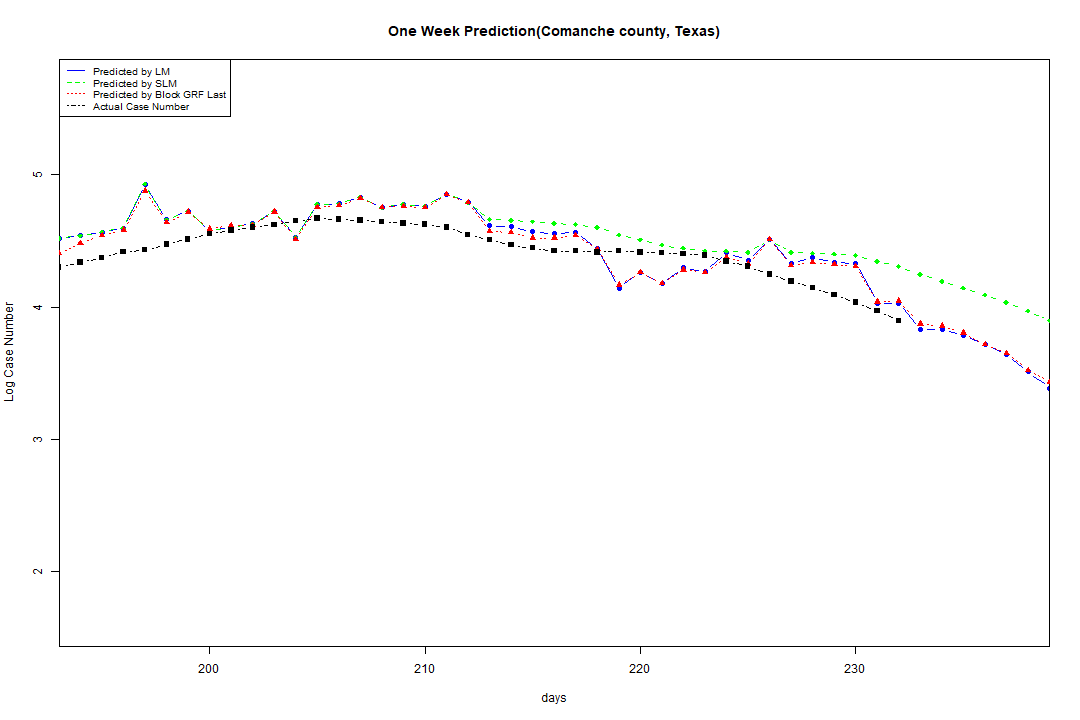 One Week Prediction(Comanche county, Texas)
Predicted by LM
Predicted by SLM
Predicted by Block GRF Last
Actual Case Number
5
4
3
2
Log Case Number
200 210 220 230
days